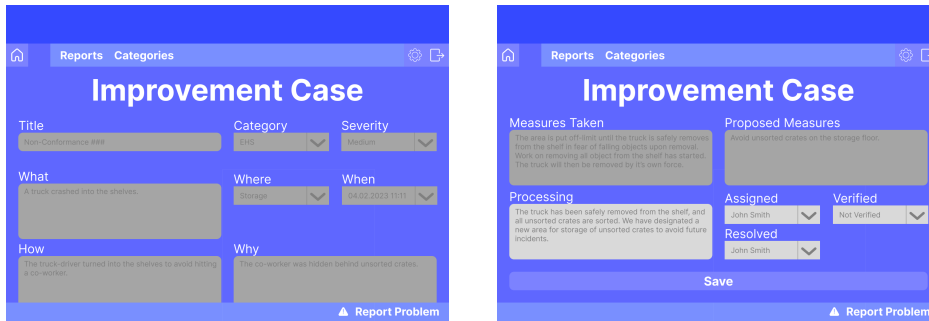 Reports Categories
Improvement Case
Title
Category
Severity
Non-Conformance ###
EHS
Medium
What
Where
When
A truck crashed into the shelves.
Storage
04.02.2023 11:11
How
Why
The truck-driver turned into the shelves to avoid hitting
a co-worker.
The co-worker was hidden behind unsorted crates.
Report Problem
Reports Categories
Improvement Case
Measures Taken
Proposed Measures
The area is put off-limit until the truck is safely removes
from the shelf in fear of falling objects upon removal.
Work on removing all object from the shelf has started.
The truck will then be removed by it's own force.
Avoid unsorted crates on the storage floor.
Processing
Assigned
Verified
The truck has been safely removed from the shelf, and
all unsorted crates are sorted. We have designated a
new area for storage of unsorted crates to avoid future
incidents.
John Smith
Not Verified
Resolved
John Smith
Save
Report Problem